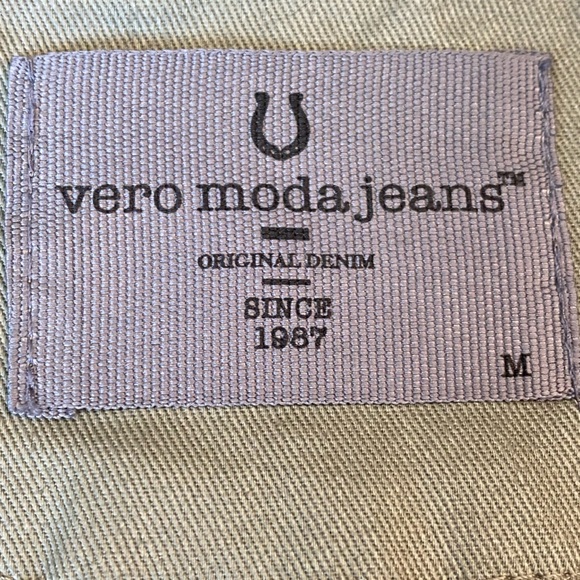 vero moda jeans™
ORIGINAL DENIM
SINCE
1987
M